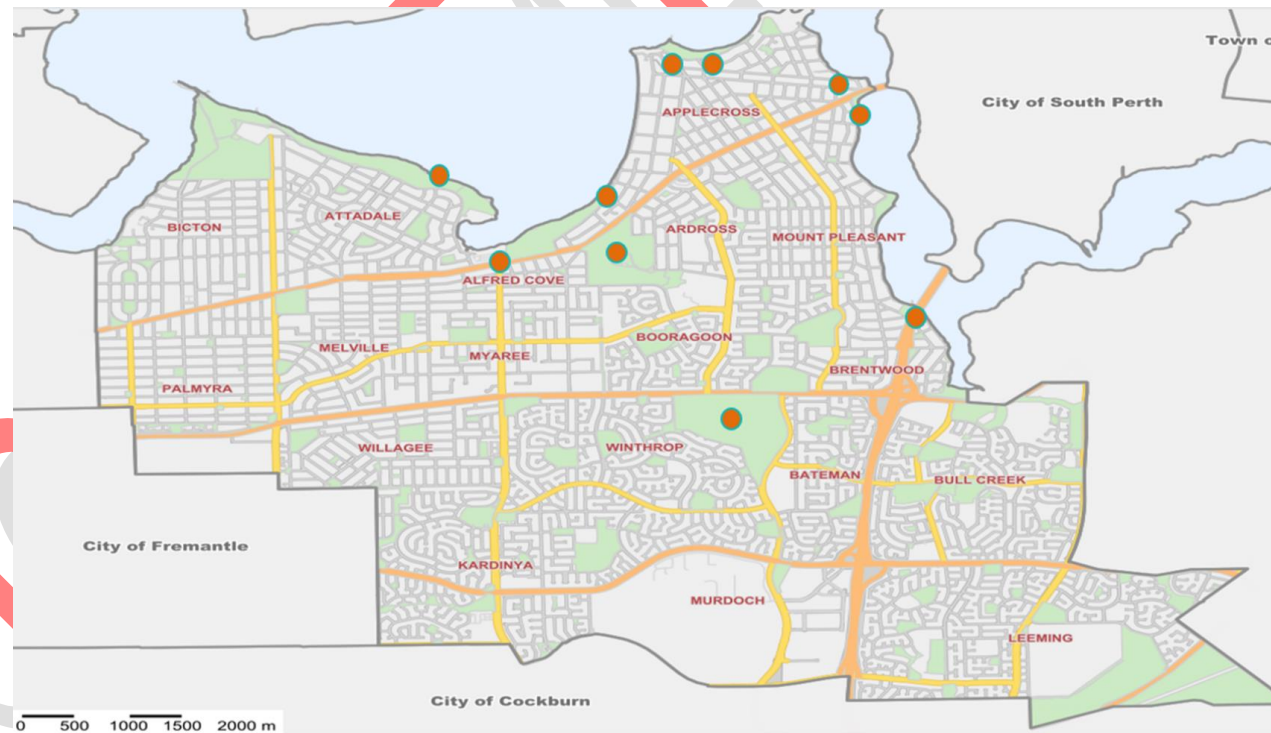 Town o
City of South Perth
APPLECROSS
ATTADALE
BICTON
ARDROSS
MOUNT PLEASANT
ALFRED COVE
BOORAGOON
MELVILLE
MYAREE
BRENTWOOD
PALMYRA
WILLAGEE
WINTHROP
BATEMAN
BULL CREEK
City of Fremantle
KARDINYA
MURDOCH
LEEMING
City of Cockburn
0 500 1000 1500 2000 m